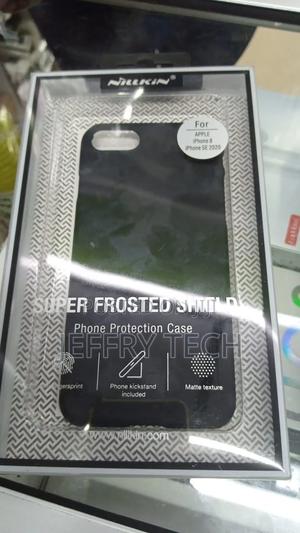 NILLKIN
For
APPLE
iPhone 8
iPhone SE 2020
SUPER FROSTED SHIELD
Phone Protection Case
JEFFRY TECH
Phone kickstand
included
Matte texture
www.nillkin.com